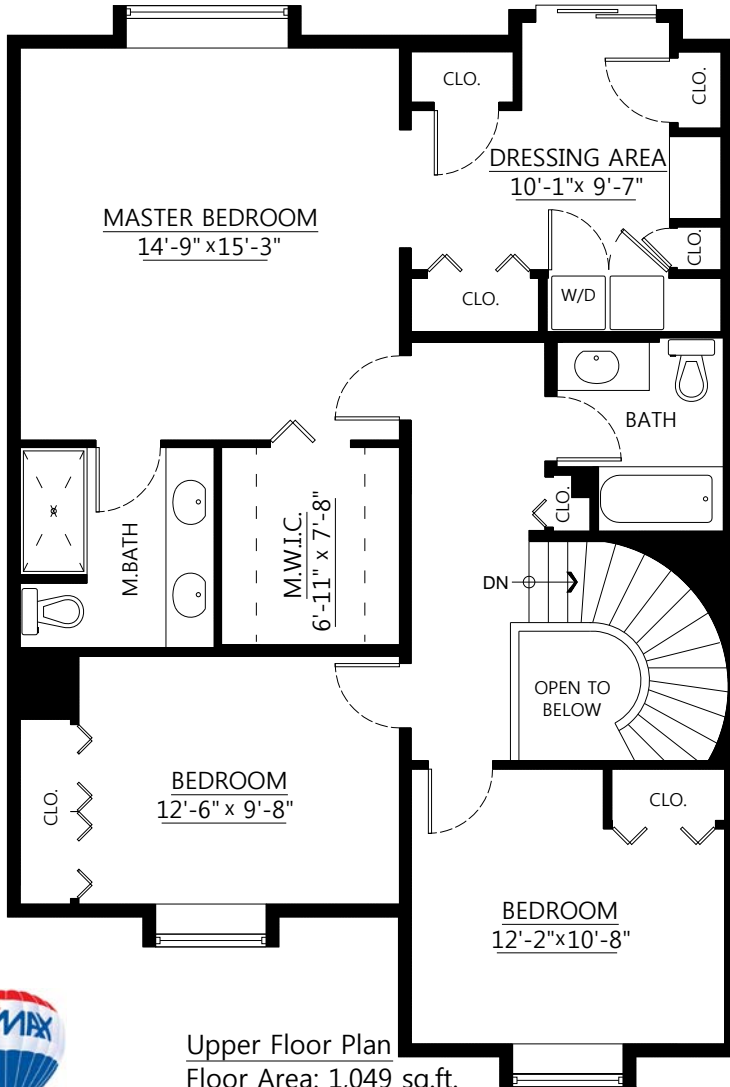 CLO.
CLO.
DRESSING AREA
10'-1"x 9'-7"
MASTER BEDROOM
14'-9" x15'-3"
CLO.
CLO.
W/D
BATH
M.BATH
M.W.I.C.
6'-11" x 7'-8"
CLO.
DN
OPEN TO
BELOW
BEDROOM
12'-6" x 9'-8"
CLO.
CLO.
BEDROOM
12'-2"x10'-8"
MAX
Upper Floor Plan
Floor Area: 1,049 sq.ft.